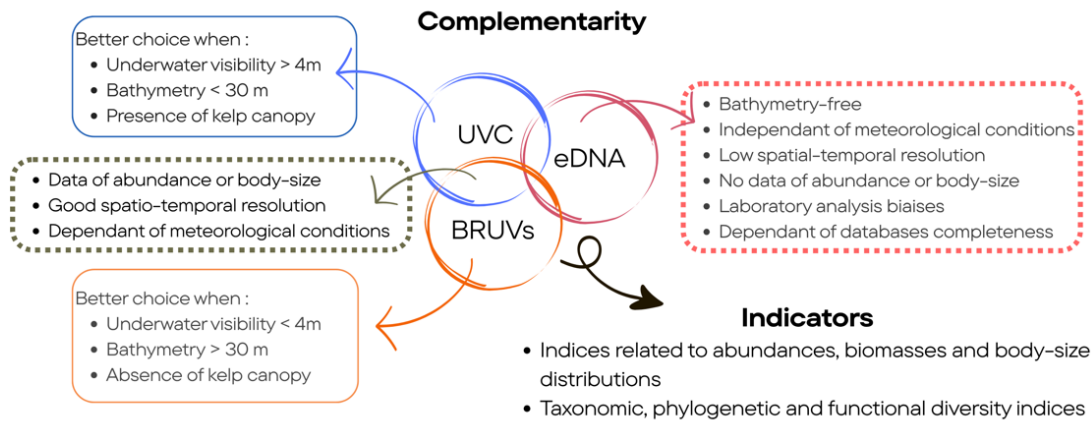 Complementarity
Better choice when :
• Underwater visibility > 4m
• Bathymetry < 30 m
• Presence of kelp canopy
UVC
eDNA
BRUVs
• Bathymetry-free
• Independant of meteorological conditions
• Low spatial-temporal resolution
• No data of abundance or body-size
• Laboratory analysis biaises
• Dependant of databases completeness
• Data of abundance or body-size
• Good spatio-temporal resolution
• Dependant of meteorological conditions
Better choice when :
• Underwater visibility < 4m
• Bathymetry > 30 m
• Absence of kelp canopy
Indicators
• Indices related to abundances, biomasses and body-size
distributions
• Taxonomic, phylogenetic and functional diversity indices